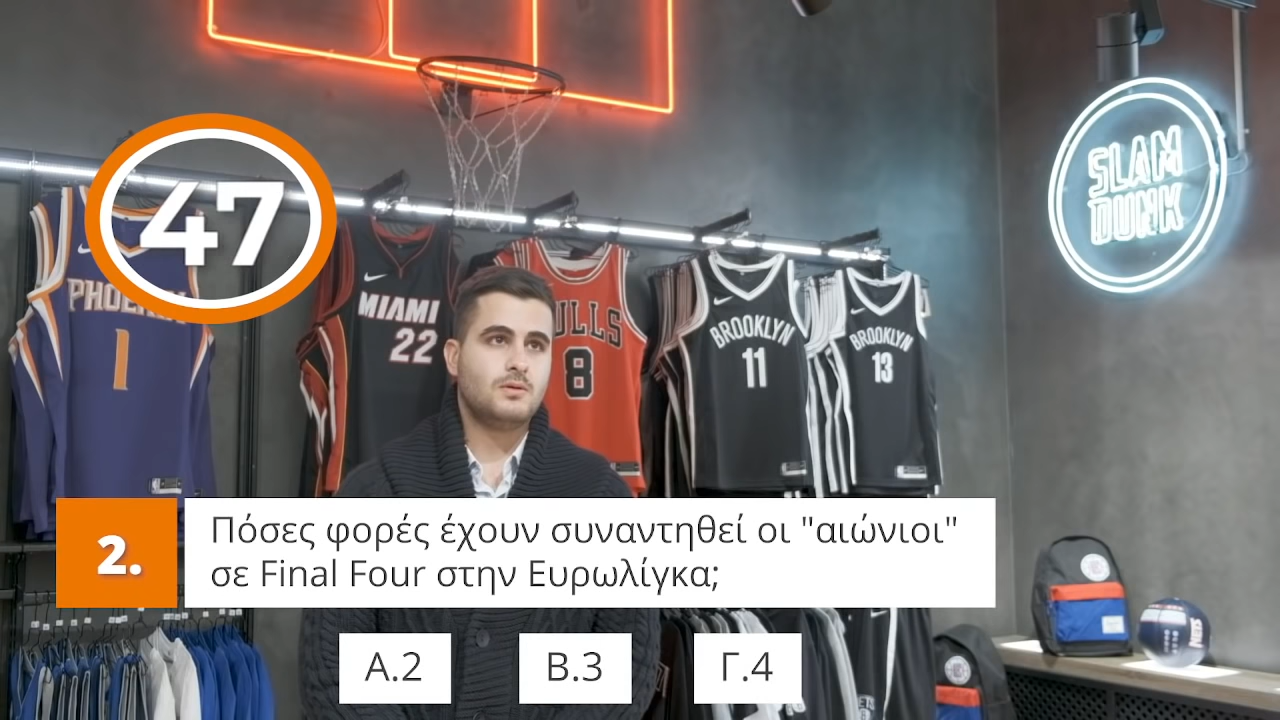 SLAM
DUNK
47
PHOENIX
1
MIAMI
22
BULLS
8
BROOKLYN
11
BROOKLYN
13
2.
Πόσες φορές έχουν συναντηθεί οι "αιώνιοι"
σε Final Four στην Ευρωλίγκα;
Α.2
Β.3
Γ.4
NETS